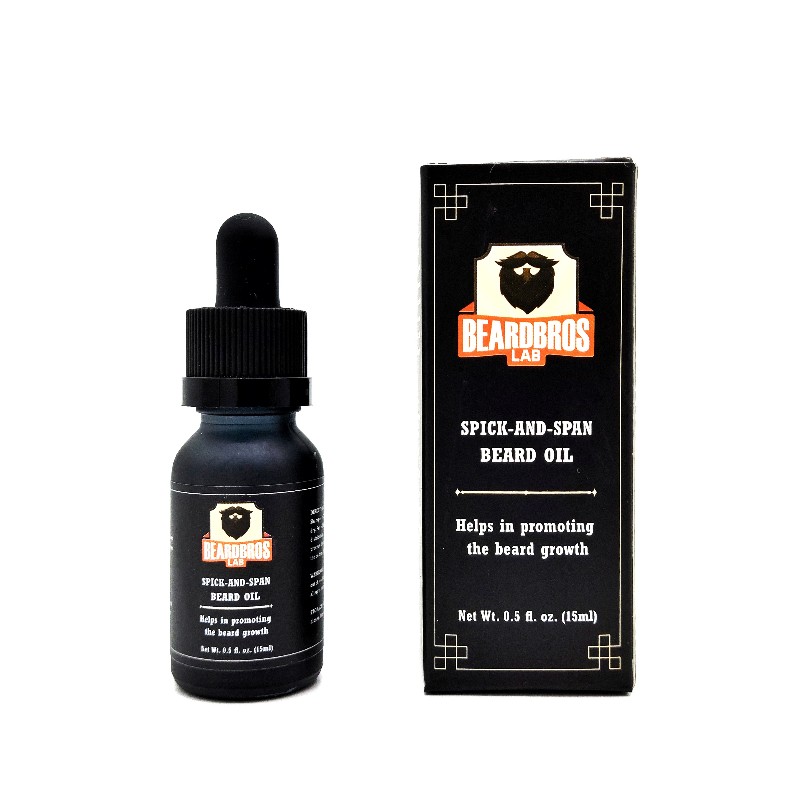 BEARDBROS
LAB
SPICK-AND-SPAN
BEARD OIL
Helps in promoting
the beard growth
Net Wt. 0.5 fl. oz. (15ml)
BEARDBROS
LAB
SPICK-AND-SPAN
BEARD OIL
Helps in promoting
the beard growth
Net Wt. 0.5 fl. oz. (15ml)